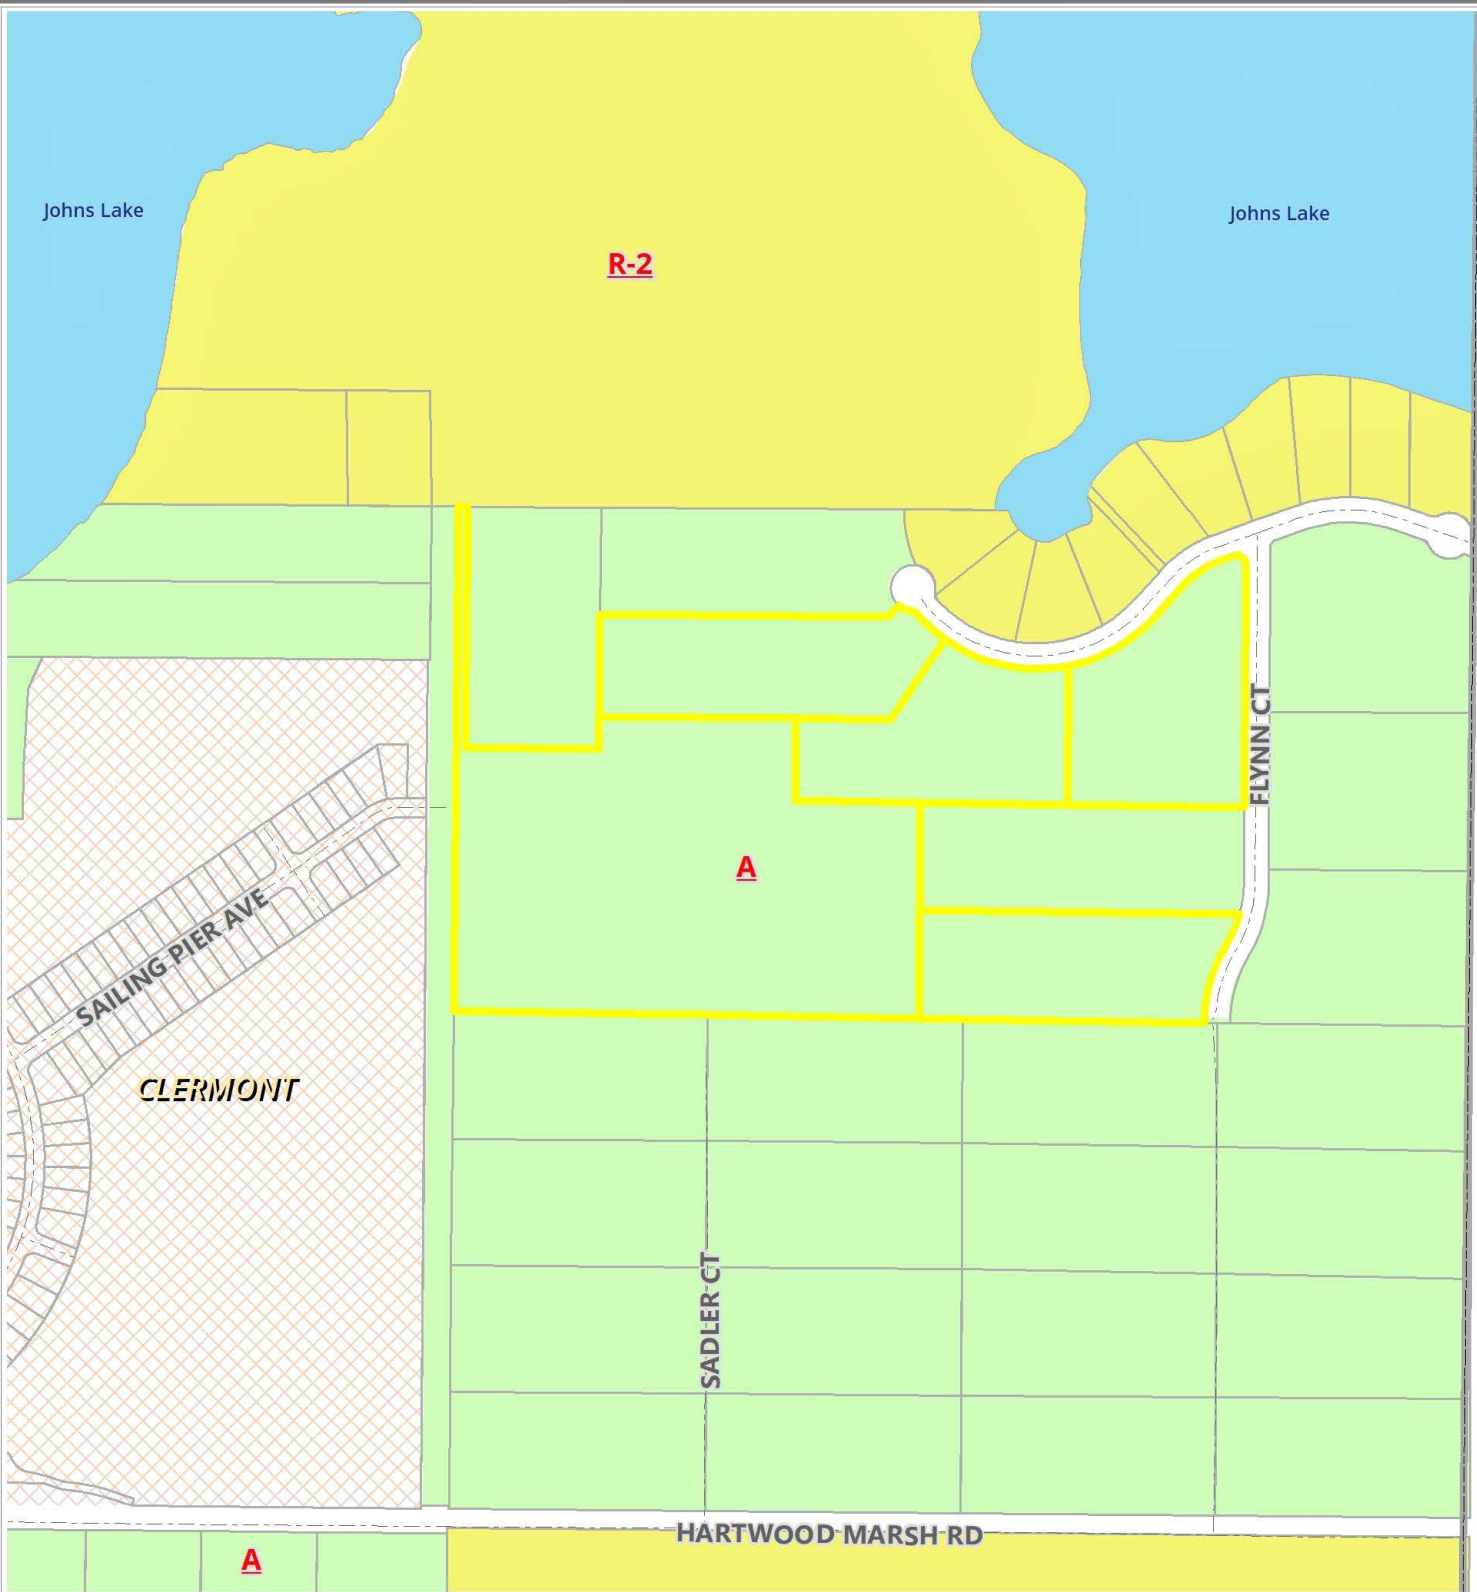 Johns Lake
Johns Lake
R-2
FLYNN CT
A
SAILING PIER AVE
CLERMONT
SADLER CT
HARTWOOD MARSH RD
A